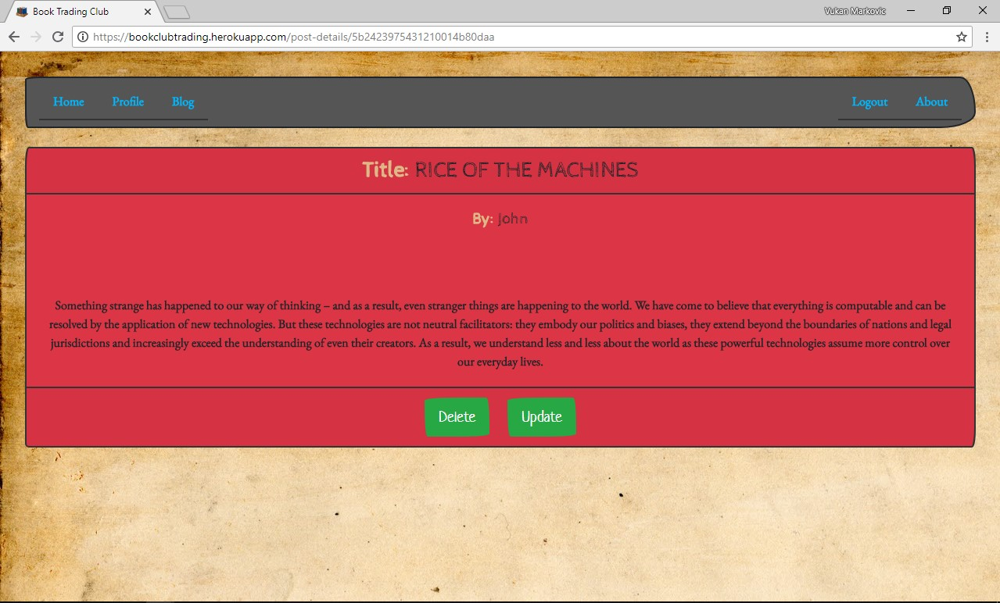 Book Trading Club
Vukan Markovic
https://bookclubtrading.herokuapp.com/post-details/5b2423975431210014b80daa
Home Profile Blog Logout About
Title: RICE OF THE MACHINES
By: John
Something strange has happened to our way of thinking – and as a result, even stranger things are happening to the world. We have come to believe that everything is computable and can be
resolved by the application of new technologies. But these technologies are not neutral facilitators: they embody our politics and biases, they extend beyond the boundaries of nations and legal
jurisdictions and increasingly exceed the understanding of even their creators. As a result, we understand less and less about the world as these powerful technologies assume more control over
our everyday lives.
Delete Update